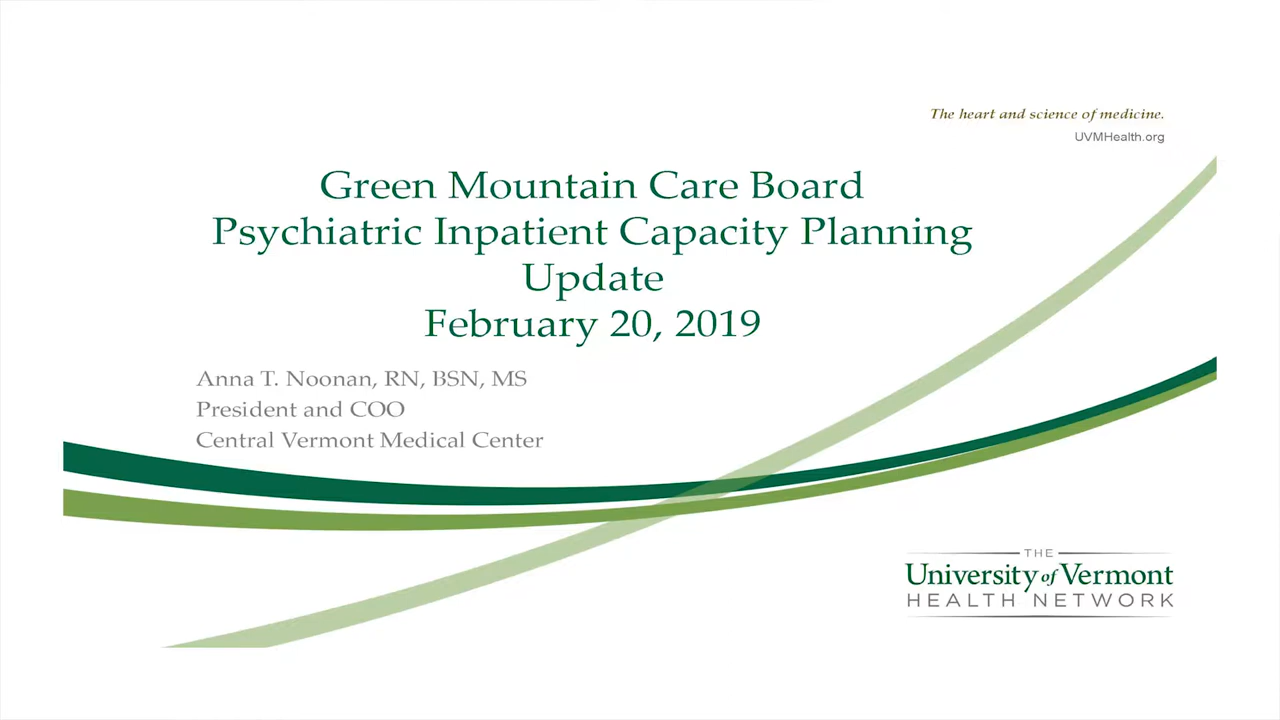 The heart and science of medicine.
UVMHealth.org
Green Mountain Care Board
Psychiatric Inpatient Capacity Planning
Update
February 20, 2019
Anna T. Noonan, RN, BSN, MS
President and COO
Central Vermont Medical Center
THE
University of Vermont
HEALTH NETWORK